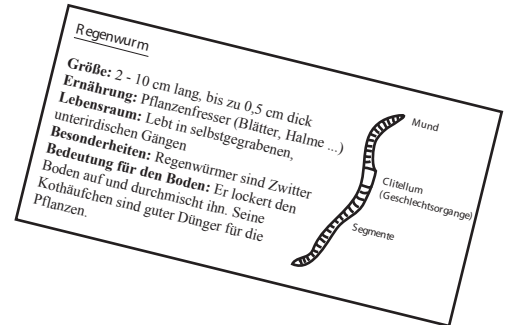 Regenwurm
Größe: 2 - 10 cm lang, bis zu 0,5 cm dick
Ernährung: Pflanzenfresser (Blätter, Halme ...)
Lebensraum: Lebt in selbstgegrabenen,
unterirdischen Gängen
Besonderheiten: Regenwürmer sind Zwitter
Bedeutung für den Boden: Er lockert den
Boden auf und durchmischt ihn. Seine
Kothäufchen sind guter Dünger für die
Pflanzen.
Mund
Clitellum
(Geschlechtsorgange)
Segmente